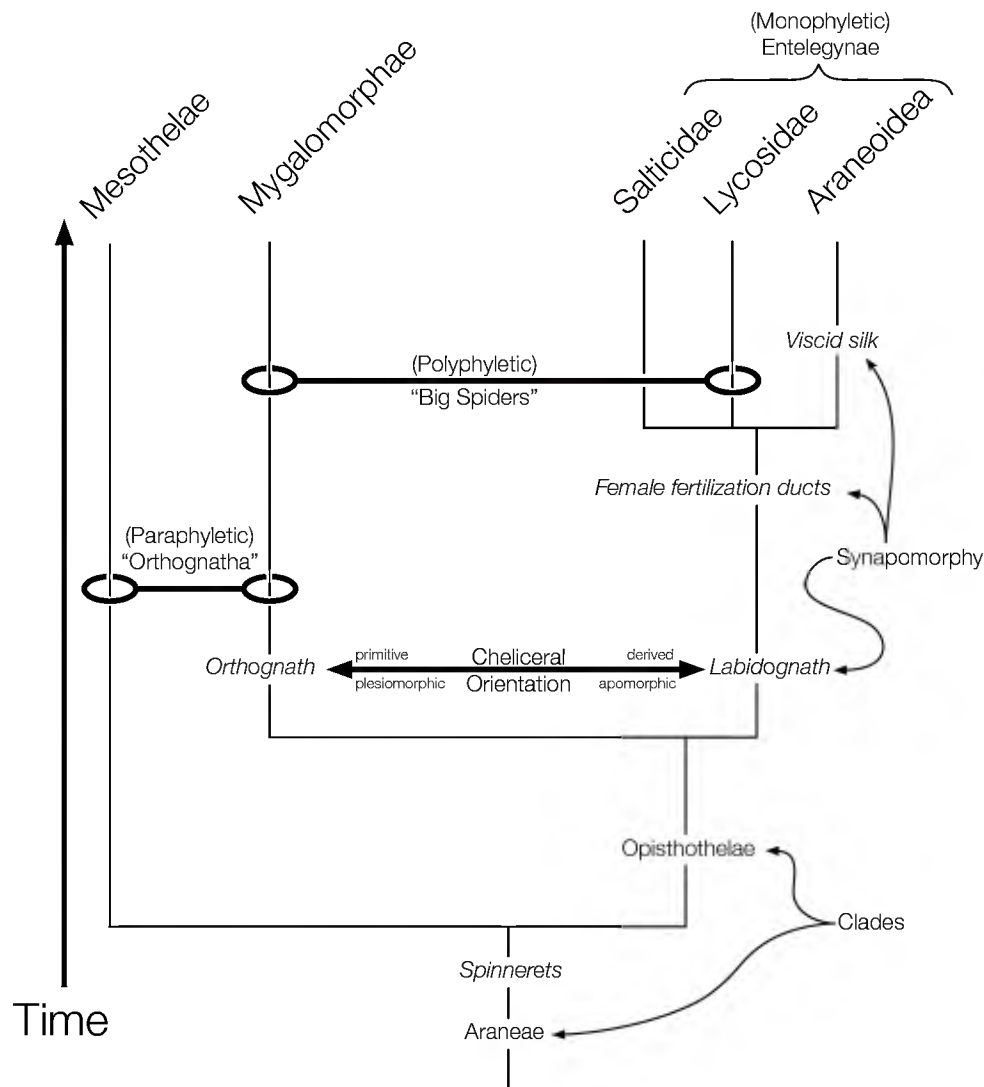 (Monophyletic)
Entelegynae
Mesothelae
Mygalomorphae
Salticidae
Lycosidae
Araneoidea
Viscid silk
(Polyphyletic)
“Big Spiders”
Female fertilization ducts
(Paraphyletic)
“Orthognatha”
Synapomorphy
Orthognath
primitive
plesiomorphic
Cheliceral
Orientation
derived
apomorphic
Labidognath
Opisthothelae
Clades
Spinnerets
Time
Araneae